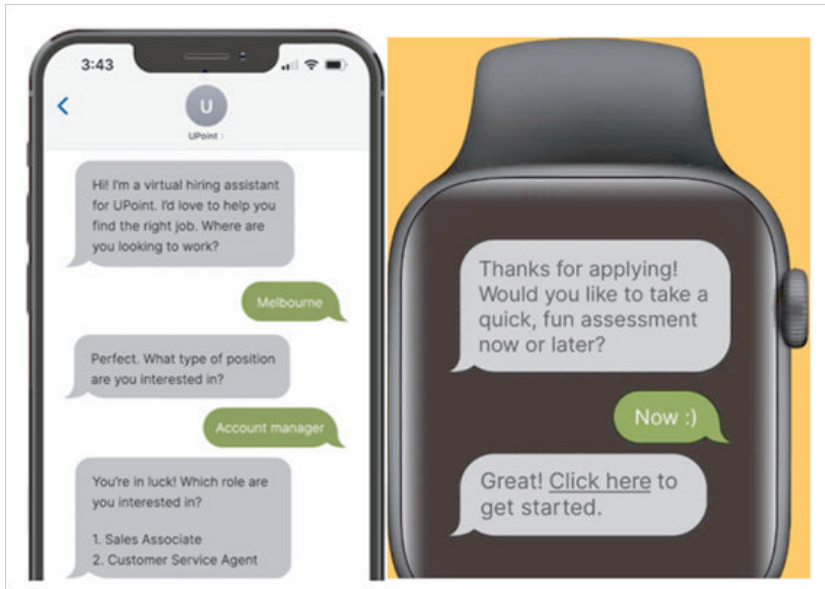 3:43
U
UPoint >
Hi! I'm a virtual hiring assistant
for UPoint. I'd love to help you
find the right job. Where are
you looking to work?
Melbourne
Perfect. What type of position
are you interested in?
Account manager
You're in luck! Which role are
you interested in?
1. Sales Associate
2. Customer Service Agent
Thanks for applying!
Would you like to take a
quick, fun assessment
now or later?
Now :)
Great! Click here to
get started.